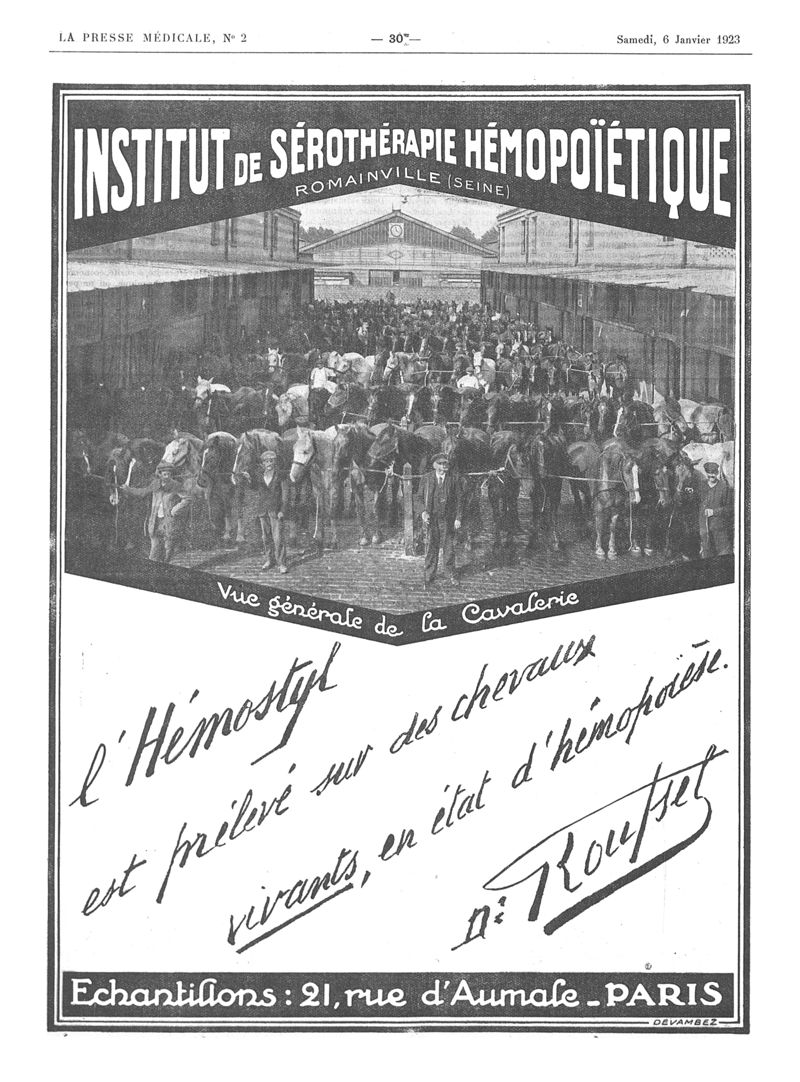 LA PRESSE MÉDICALE, N° 2 — 30 — Samedi, 6 Janvier 1923
INSTITUT DE SÉROTHÉRAPIE HÉMOPOÏÉTIQUE
ROMAINVILLE (SEINE)
Vue générale de la Cavalerie
l'Hémostyl
est prélevé sur des chevaux
vivants, en état d'hémopoïèse.
Dr Roussel
Echantillons : 21, rue d'Aumale - PARIS
DEVAMBEZ